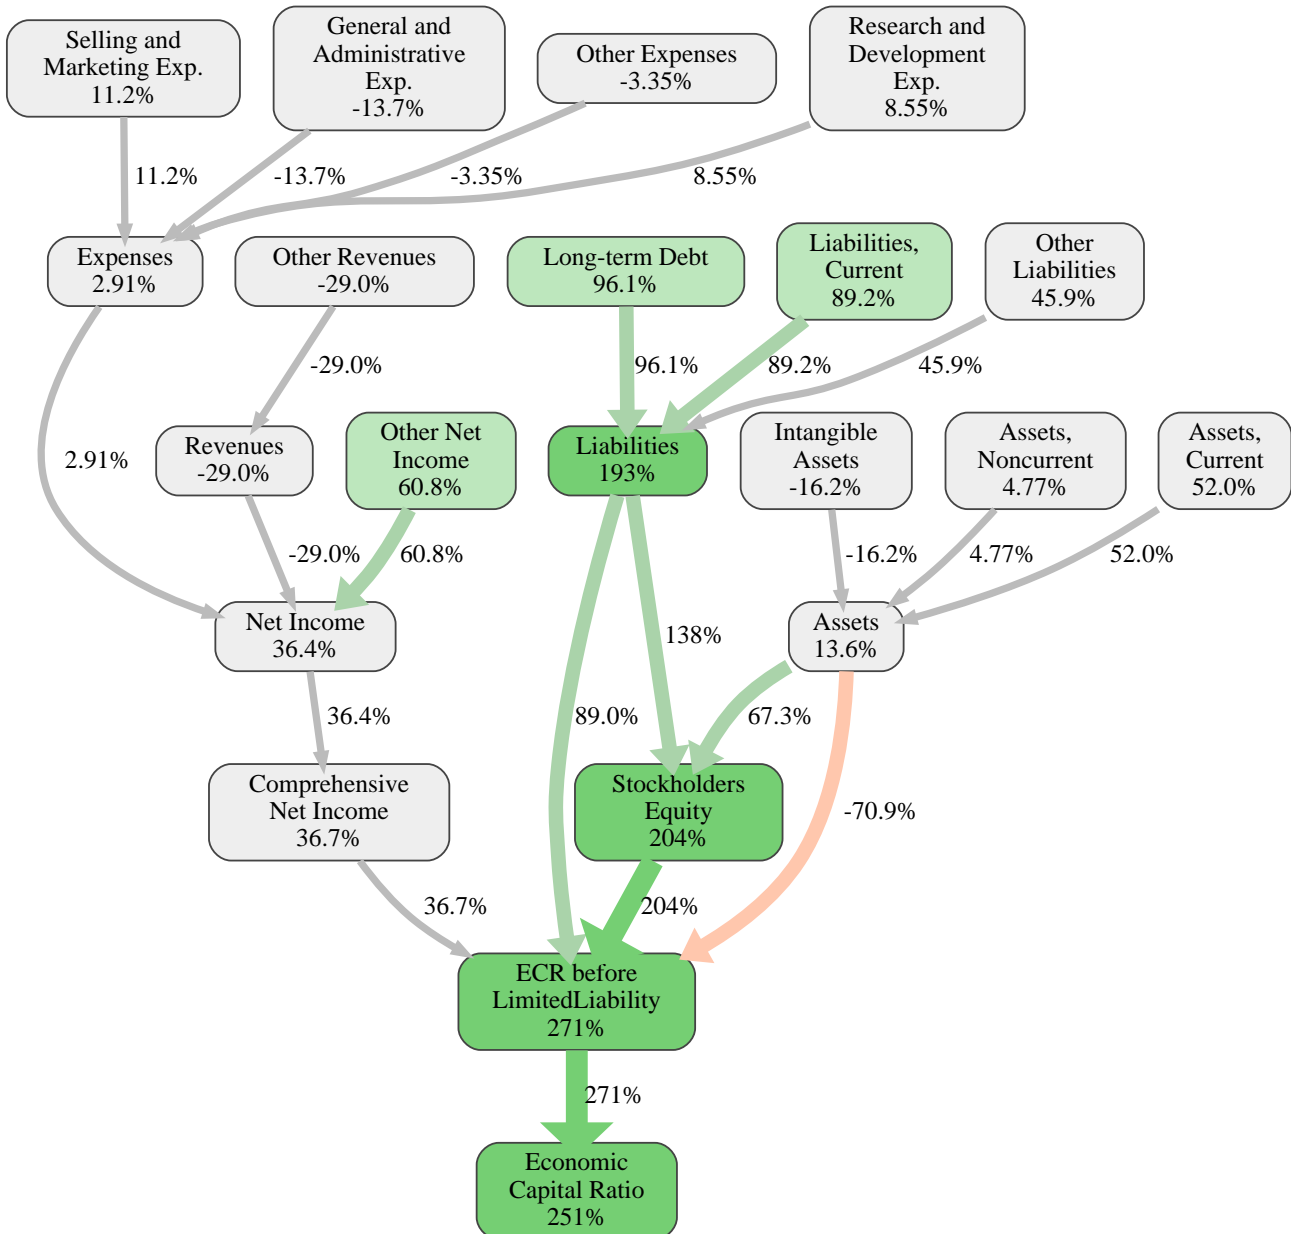 Selling and
Marketing Exp.
11.2%
General and
Administrative
Exp.
-13.7%
Other Expenses
-3.35%
Research and
Development
Exp.
8.55%
11.2%
-13.7%
-3.35%
8.55%
Expenses
2.91%
Other Revenues
-29.0%
Long-term Debt
96.1%
Liabilities,
Current
89.2%
Other
Liabilities
45.9%
-29.0%
96.1%
89.2%
45.9%
2.91%
Revenues
-29.0%
Other Net
Income
60.8%
Liabilities
193%
Intangible
Assets
-16.2%
Assets,
Noncurrent
4.77%
Assets,
Current
52.0%
-29.0%
60.8%
-16.2%
4.77%
52.0%
Net Income
36.4%
138%
Assets
13.6%
36.4%
89.0%
67.3%
Comprehensive
Net Income
36.7%
Stockholders
Equity
204%
-70.9%
36.7%
204%
ECR before
LimitedLiability
271%
271%
Economic
Capital Ratio
251%